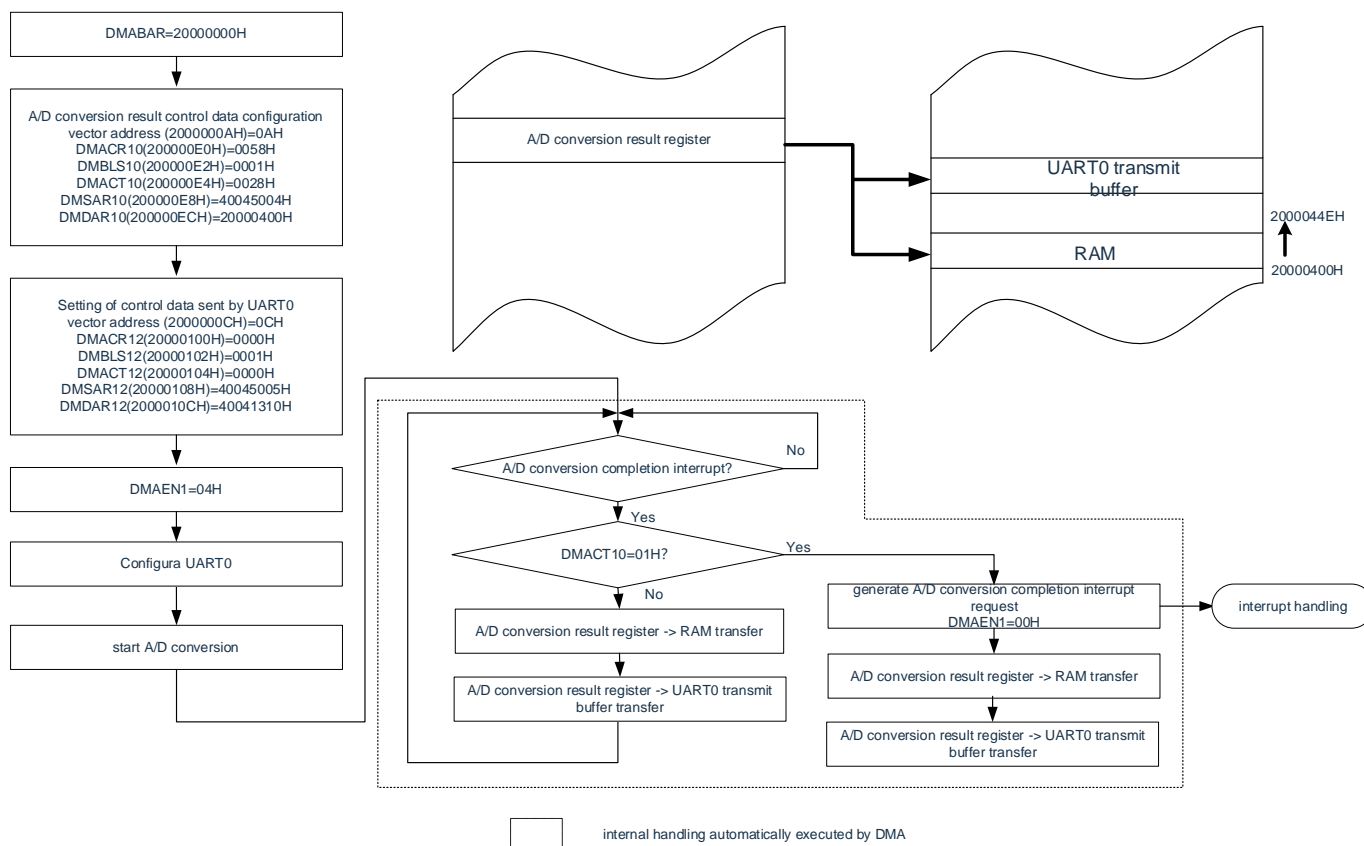 DMABAR=20000000H
A/D conversion result control data configuration
vector address (2000000AH)=0AH
DMACR10(200000E0H)=0058H
DMBLS10(200000E2H)=0001H
DMACT10(200000E4H)=0028H
DMSAR10(200000E8H)=40045004H
DMDAR10(200000ECH)=20000400H
Setting of control data sent by UART0
vector address (2000000CH)=0CH
DMACR12(20000100H)=0000H
DMBLS12(20000102H)=0001H
DMACT12(20000104H)=0000H
DMSAR12(20000108H)=40045005H
DMDAR12(2000010CH)=40041310H
DMAEN1=04H
Configura UART0
start A/D conversion
A/D conversion result register
UART0 transmit
buffer
2000044EH
RAM
20000400H
A/D conversion completion interrupt?
No
Yes
DMACT10=01H?
Yes
No
A/D conversion result register -> RAM transfer
A/D conversion result register -> UART0 transmit
buffer transfer
generate A/D conversion completion interrupt
request
DMAEN1=00H
interrupt handling
A/D conversion result register -> RAM transfer
A/D conversion result register -> UART0 transmit
buffer transfer
internal handling automatically executed by DMA